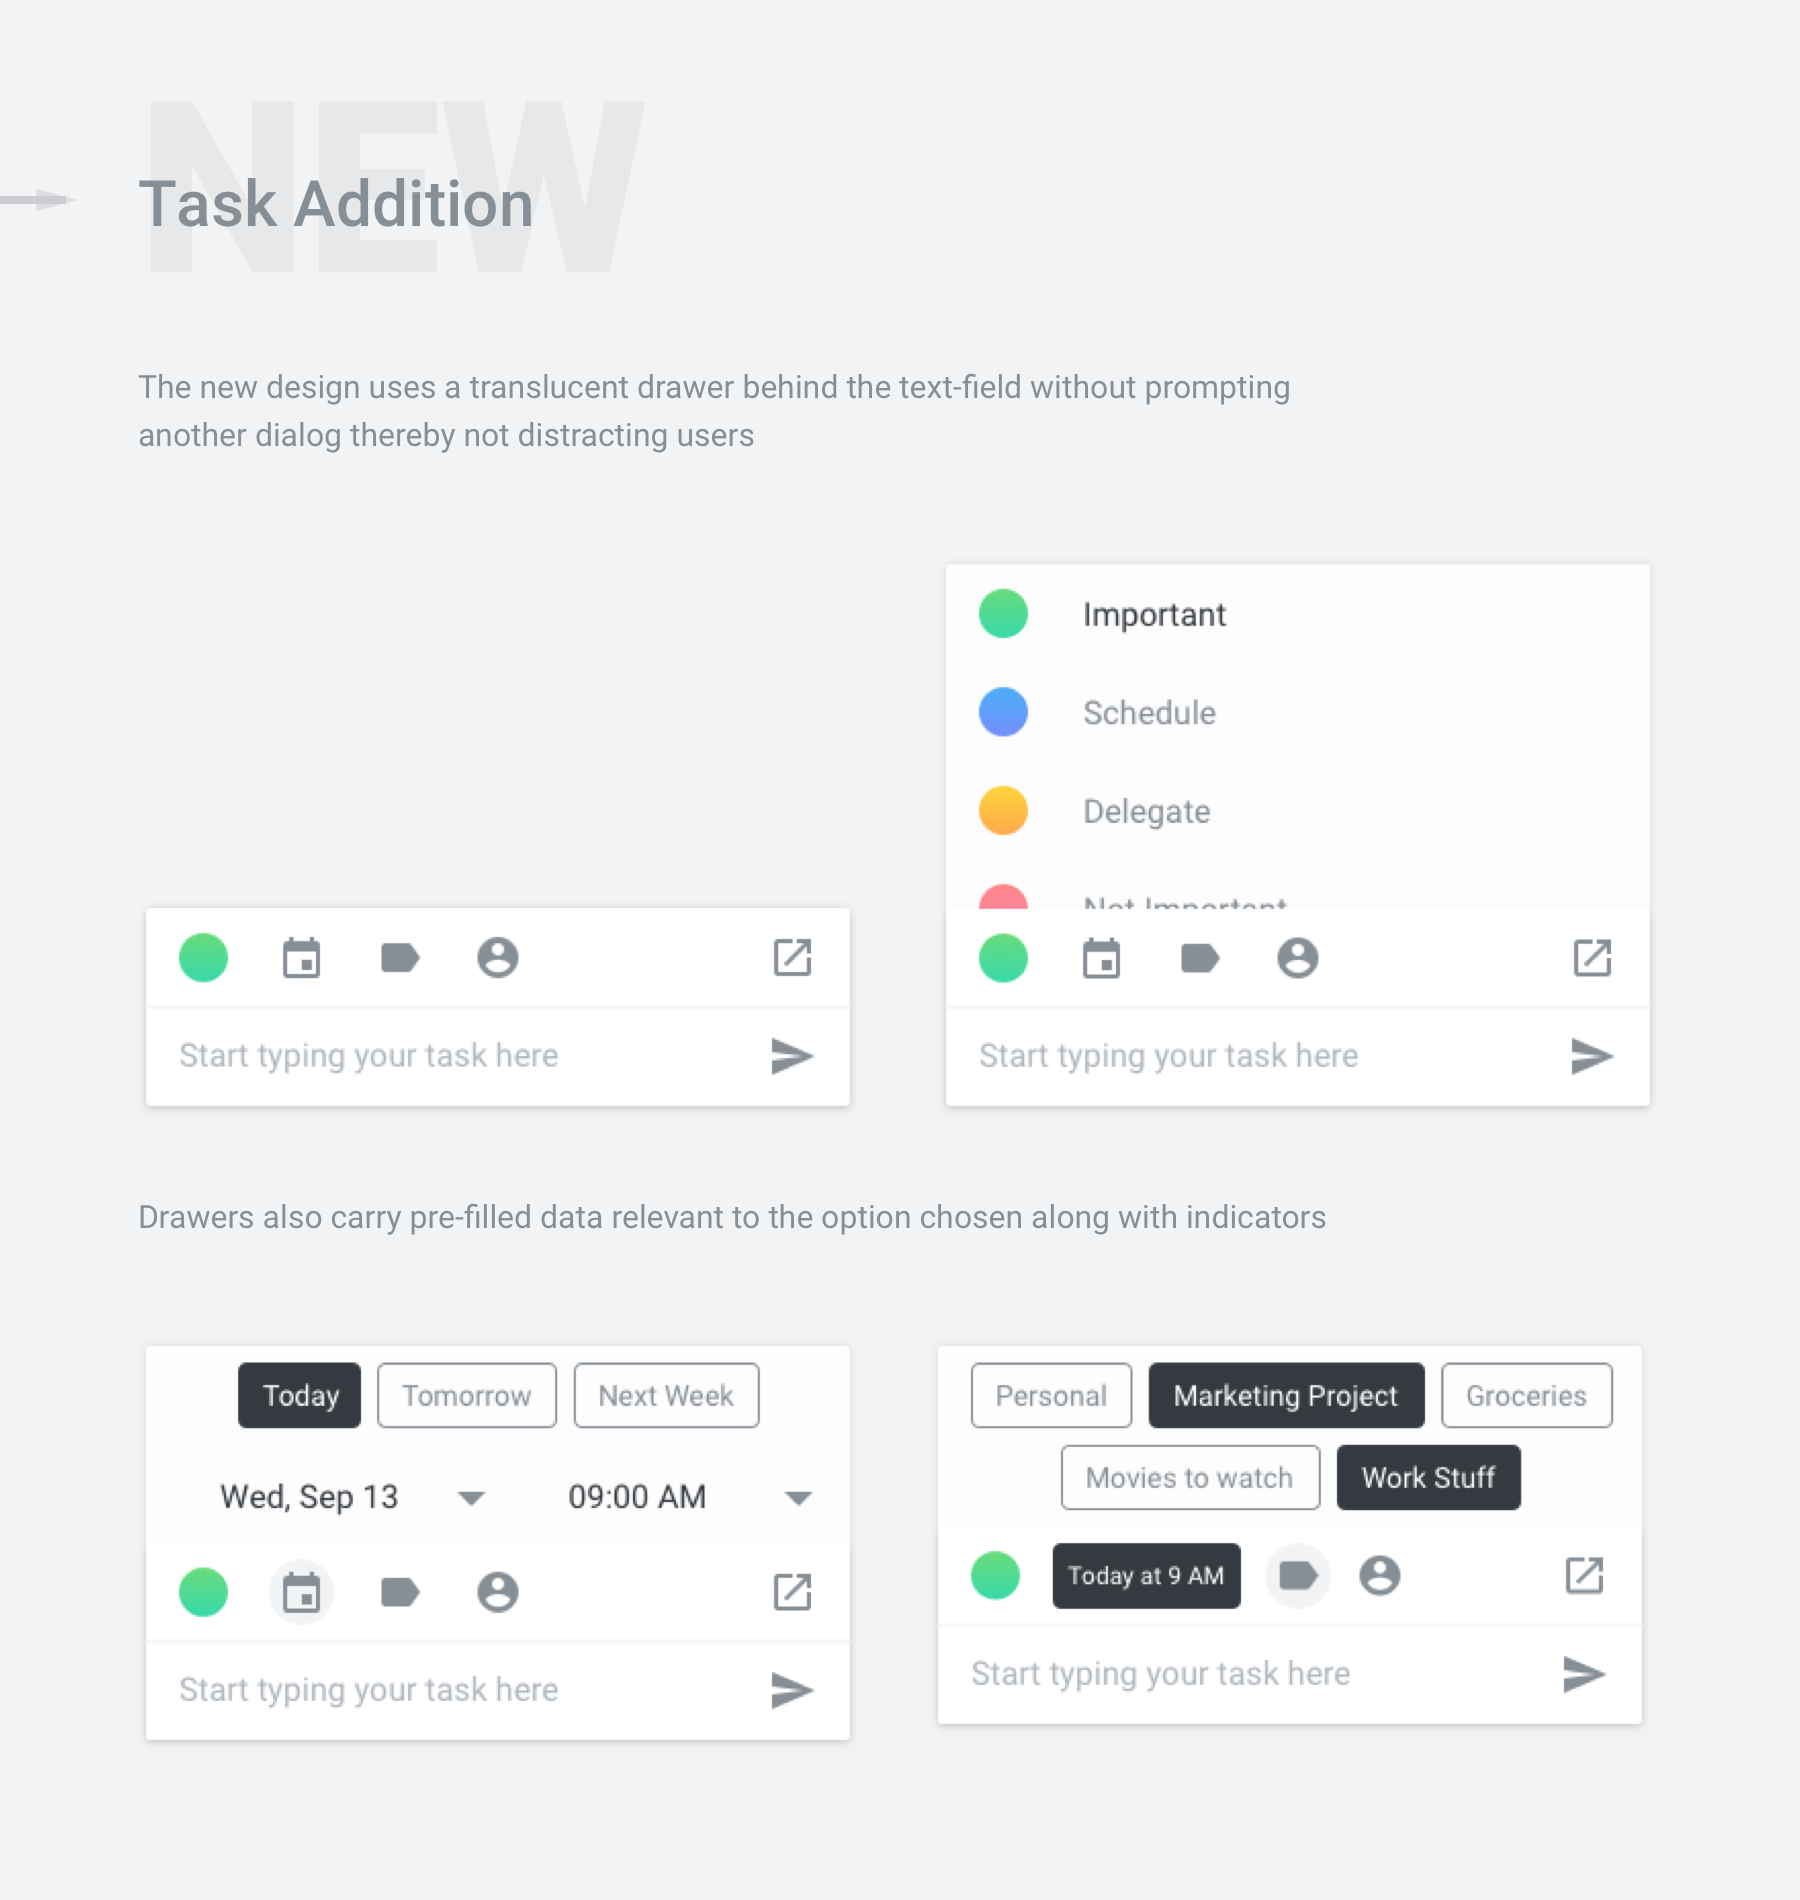 NEW
Task Addition
The new design uses a translucent drawer behind the text-field without prompting
another dialog thereby not distracting users
Important
Schedule
Delegate
Not Important
Start typing your task here
Start typing your task here
Drawers also carry pre-filled data relevant to the option chosen along with indicators
Today Tomorrow Next Week
Wed, Sep 13 09:00 AM
Start typing your task here
Personal Marketing Project Groceries
Movies to watch Work Stuff
Today at 9 AM
Start typing your task here